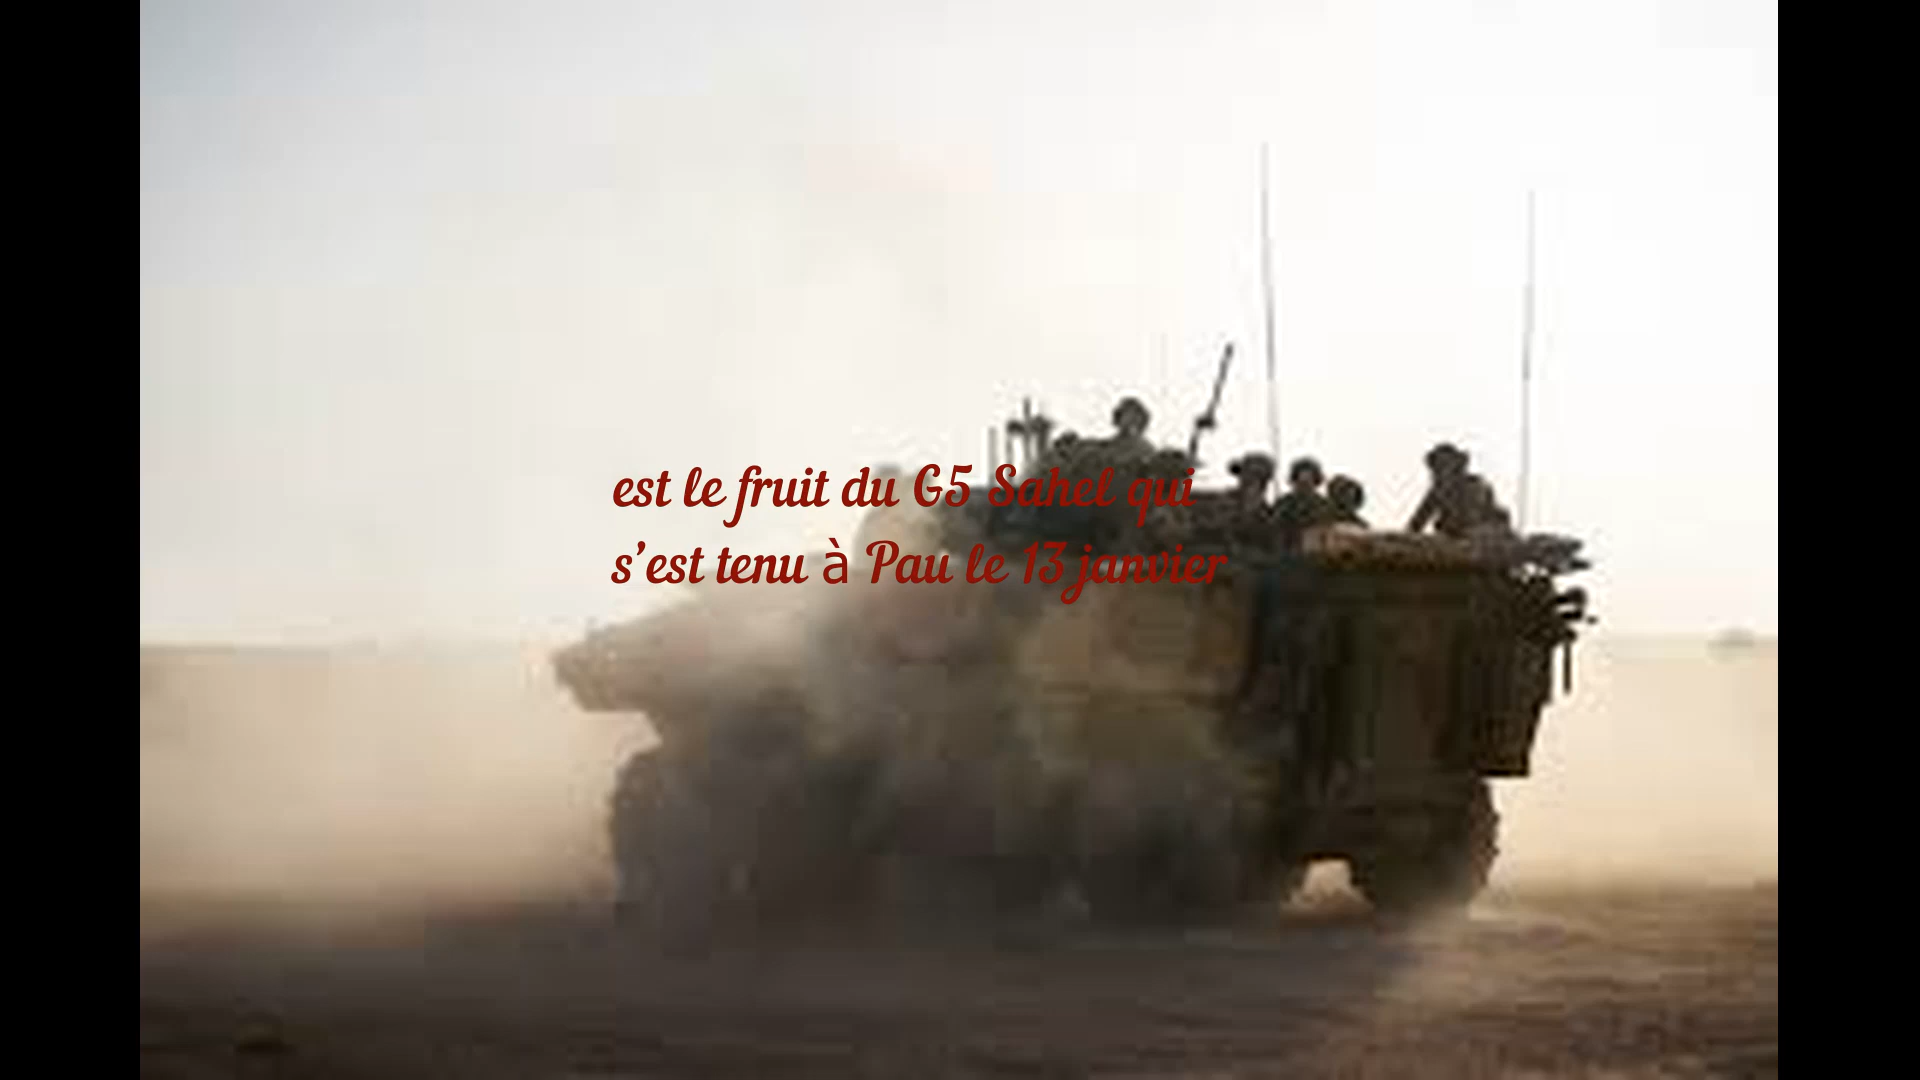 est le fruit du G5 Sahel qui
s’est tenu à Pau le 13 janvier